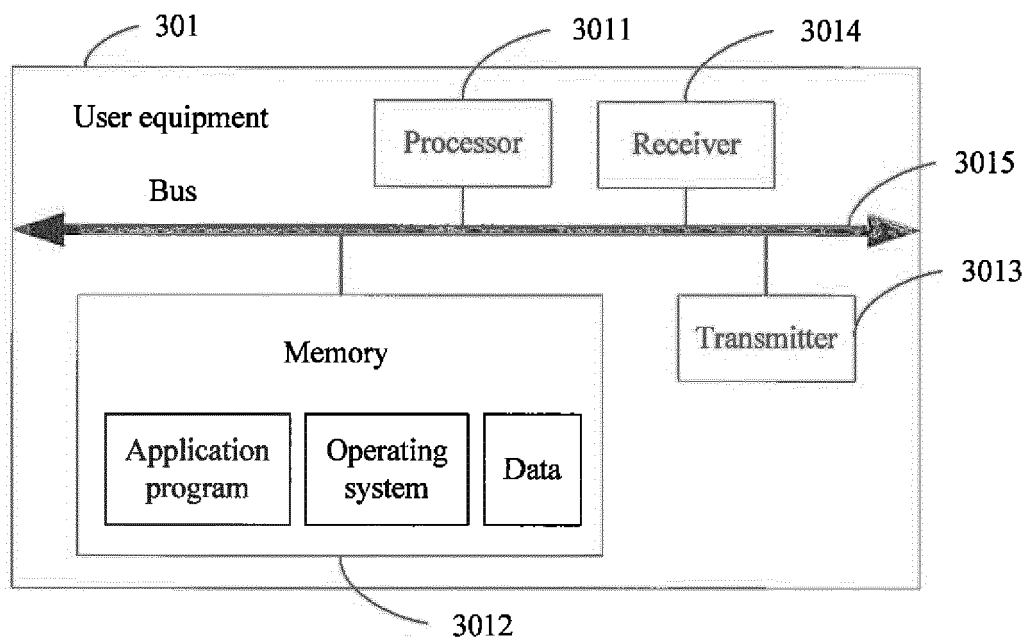 301
3011
3014
User equipment
Processor
Receiver
Bus
3015
3013
Memory
Transmitter
Application
program
Operating
system
Data
3012